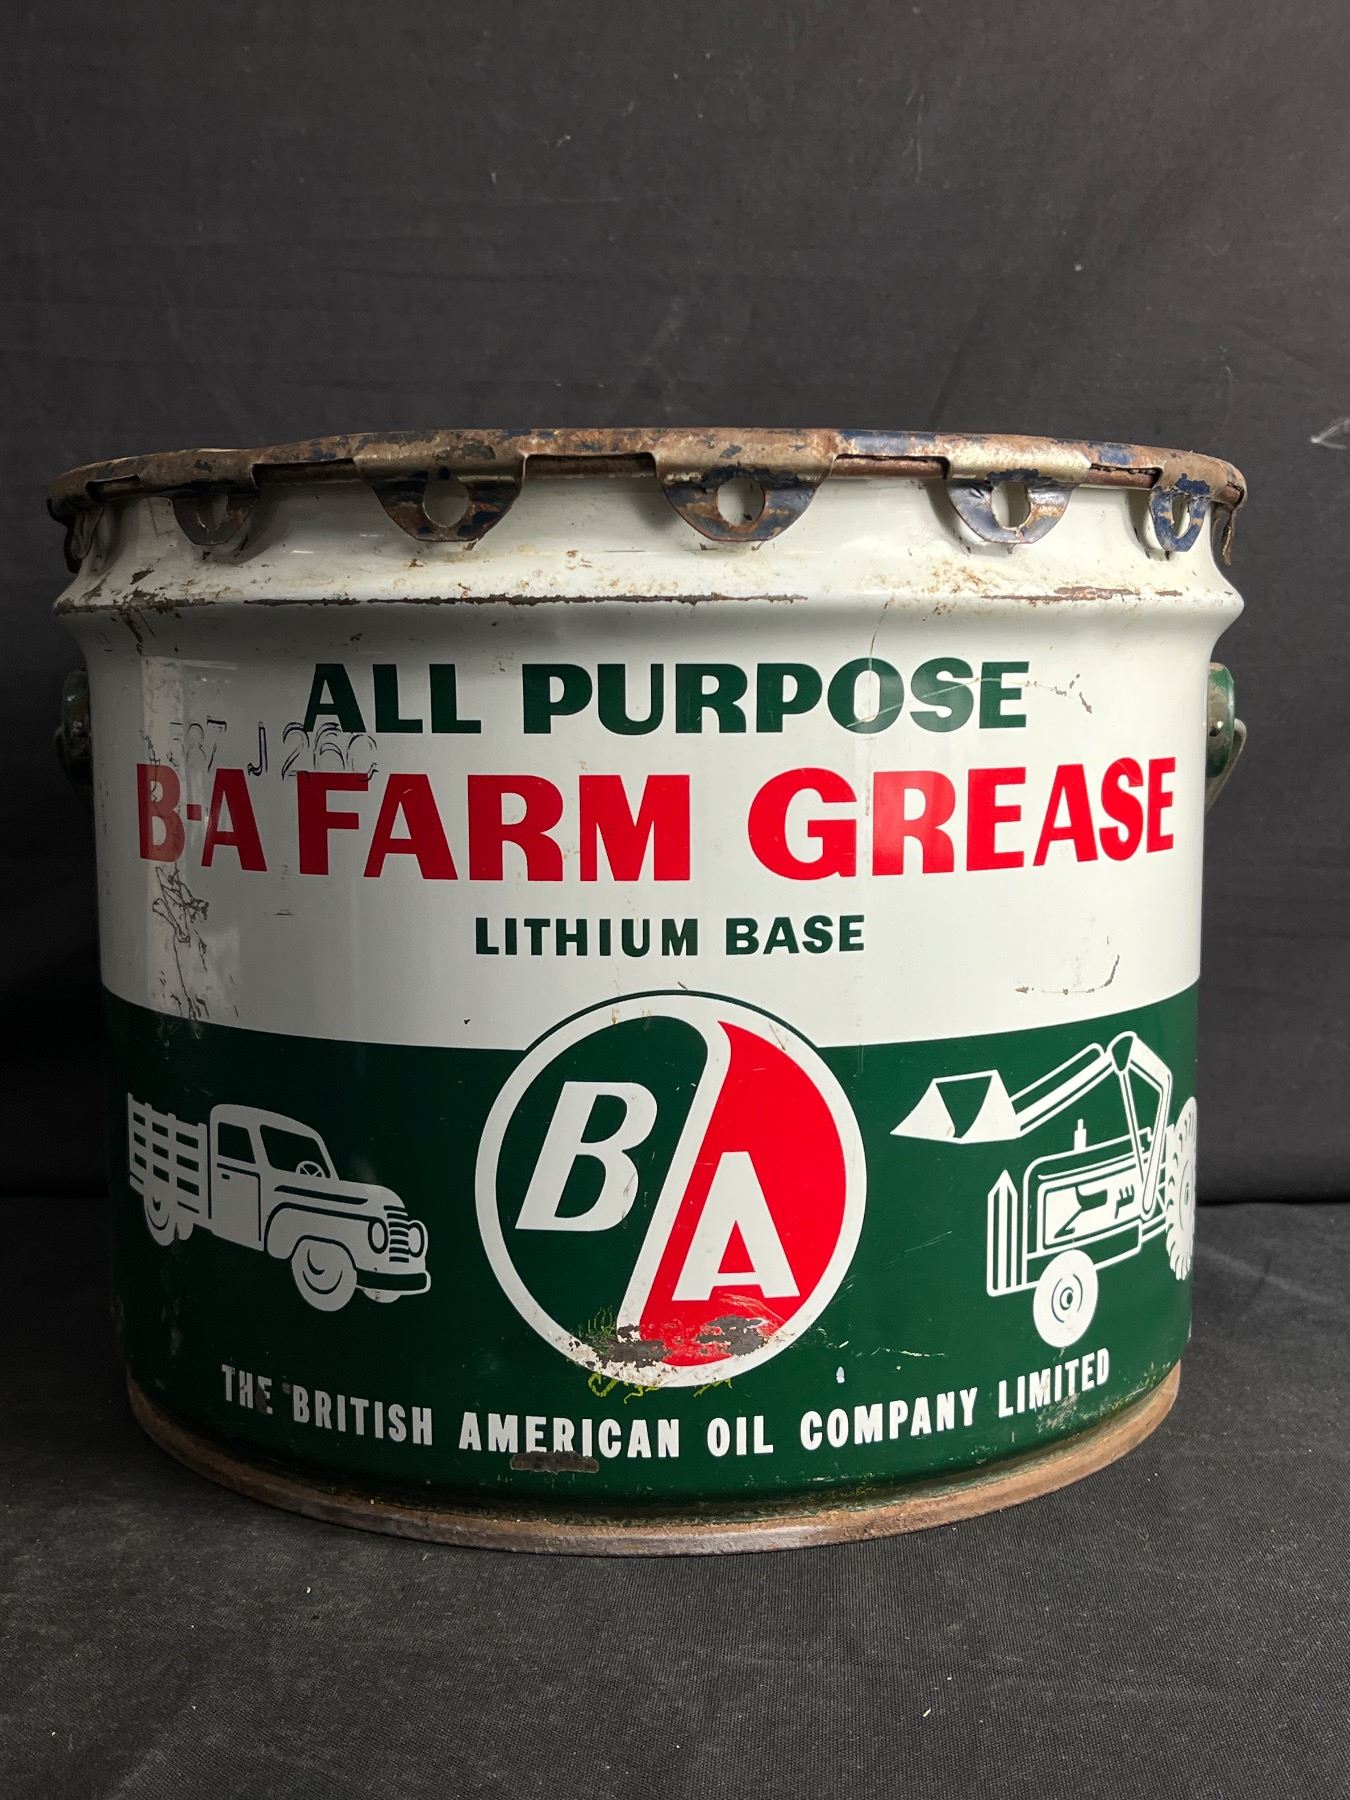 ALL PURPOSE
B-A FARM GREASE
LITHIUM BASE
B/A
THE BRITISH AMERICAN OIL COMPANY LIMITED